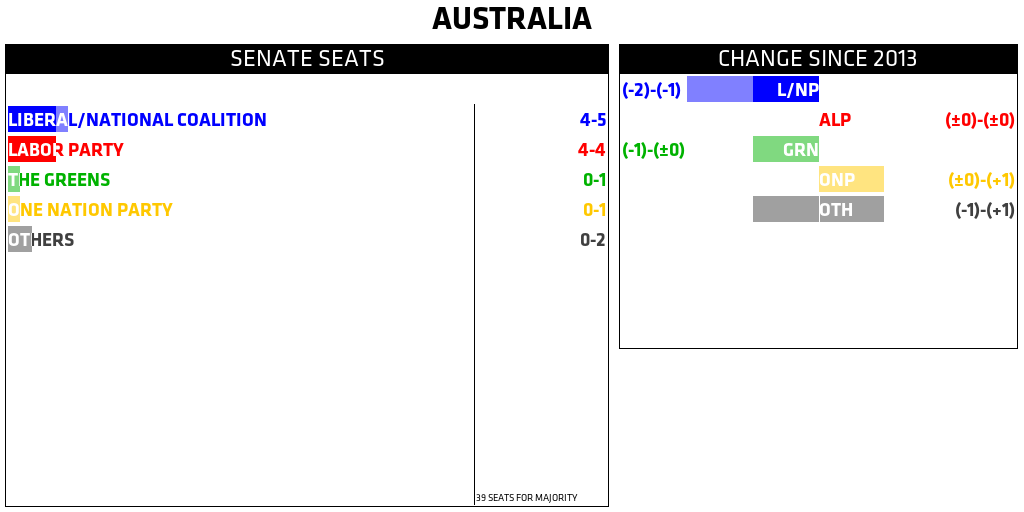 AUSTRALIA
SENATE SEATS
LIBERAL/NATIONAL COALITION 4-5
LABOR PARTY 4-4
THE GREENS 0-1
ONE NATION PARTY 0-1
OTHERS 0-2
39 SEATS FOR MAJORITY
CHANGE SINCE 2013
(-2)-(-1) L/NP
ALP (±0)-(±0)
(-1)-(±0) GRN
ONP (±0)-(+1)
OTH (-1)-(+1)